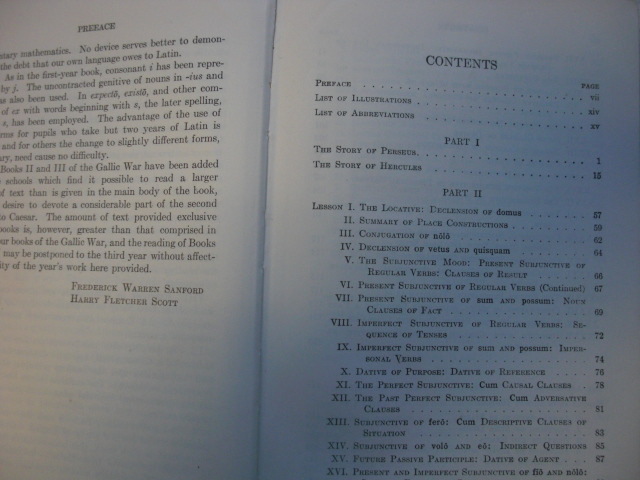 PREFACE
ntary mathematics. No device serves better to demon-
the debt that our own language owes to Latin.
As in the first-year book, consonant i has been repre-
by j. The uncontracted genitive of nouns in -ius and
as also been used. In expectō, existō, and other com-
of ex with words beginning with s, the later spelling,
s, has been employed. The advantage of the use of
rms for pupils who take but two years of Latin is
and for others the change to slightly different forms,
ry, need cause no difficulty.
Books II and III of the Gallic War have been added
schools which find it possible to read a larger
of text than is given in the main body of the book,
desire to devote a considerable part of the second
to Caesar. The amount of text provided exclusive
books is, however, greater than that comprised in
ur books of the Gallic War, and the reading of Books
may be postponed to the third year without affect-
ity of the year's work here provided.
Frederick Warren Sanford
Harry Fletcher Scott
CONTENTS
PAGE
Preface . . . vii
List of Illustrations . . . xiv
List of Abbreviations . . . xv
PART I
The Story of Perseus . . . 1
The Story of Hercules . . . 15
PART II
Lesson I. The Locative: Declension of domus . . . 57
II. Summary of Place Constructions . . . 59
III. Conjugation of nōlō . . . 62
IV. Declension of vetus and quisquam . . . 64
V. The Subjunctive Mood: Present Subjunctive of
Regular Verbs: Clauses of Result . . . 66
VI. Present Subjunctive of Regular Verbs (Continued) 67
VII. Present Subjunctive of sum and possum: Noun
Clauses of Fact . . . 69
VIII. Imperfect Subjunctive of Regular Verbs: Se-
quence of Tenses . . . 72
IX. Imperfect Subjunctive of sum and possum: Imper-
sonal Verbs . . . 74
X. Dative of Purpose: Dative of Reference . . . 76
XI. The Perfect Subjunctive: Cum Causal Clauses . . 78
XII. The Past Perfect Subjunctive: Cum Adversative
Clauses . . . 81
XIII. Subjunctive of ferō: Cum Descriptive Clauses of
Situation . . . 83
XIV. Subjunctive of volō and eō: Indirect Questions 85
XV. Future Passive Participle: Dative of Agent . . . 87
XVI. Present and Imperfect Subjunctive of fīō and nōlō: